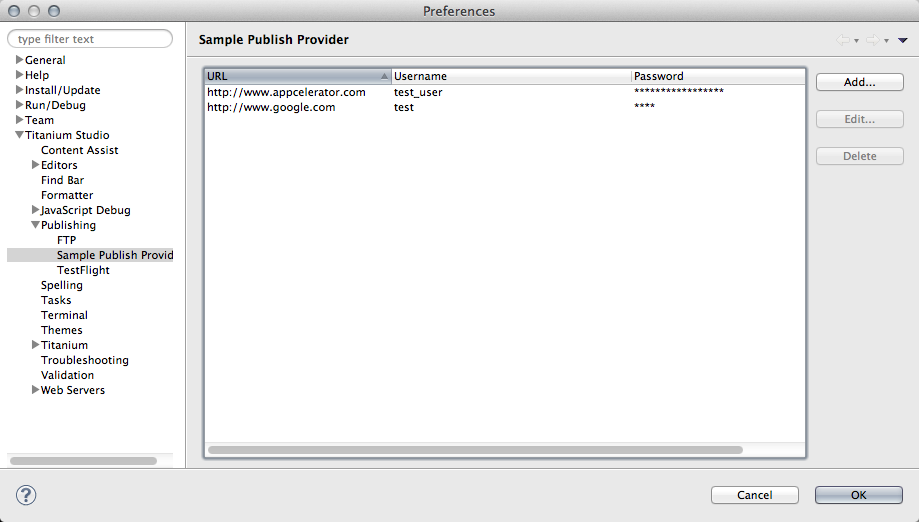 Preferences
type filter text
General
Help
Install/Update
Run/Debug
Team
Titanium Studio
Content Assist
Editors
Find Bar
Formatter
JavaScript Debug
Publishing
FTP
Sample Publish Provid
TestFlight
Spelling
Tasks
Terminal
Themes
Titanium
Troubleshooting
Validation
Web Servers
Sample Publish Provider
URL Username Password
http://www.appcelerator.com test_user *****************
http://www.google.com test ****
Add...
Edit...
Delete
?
Cancel
OK